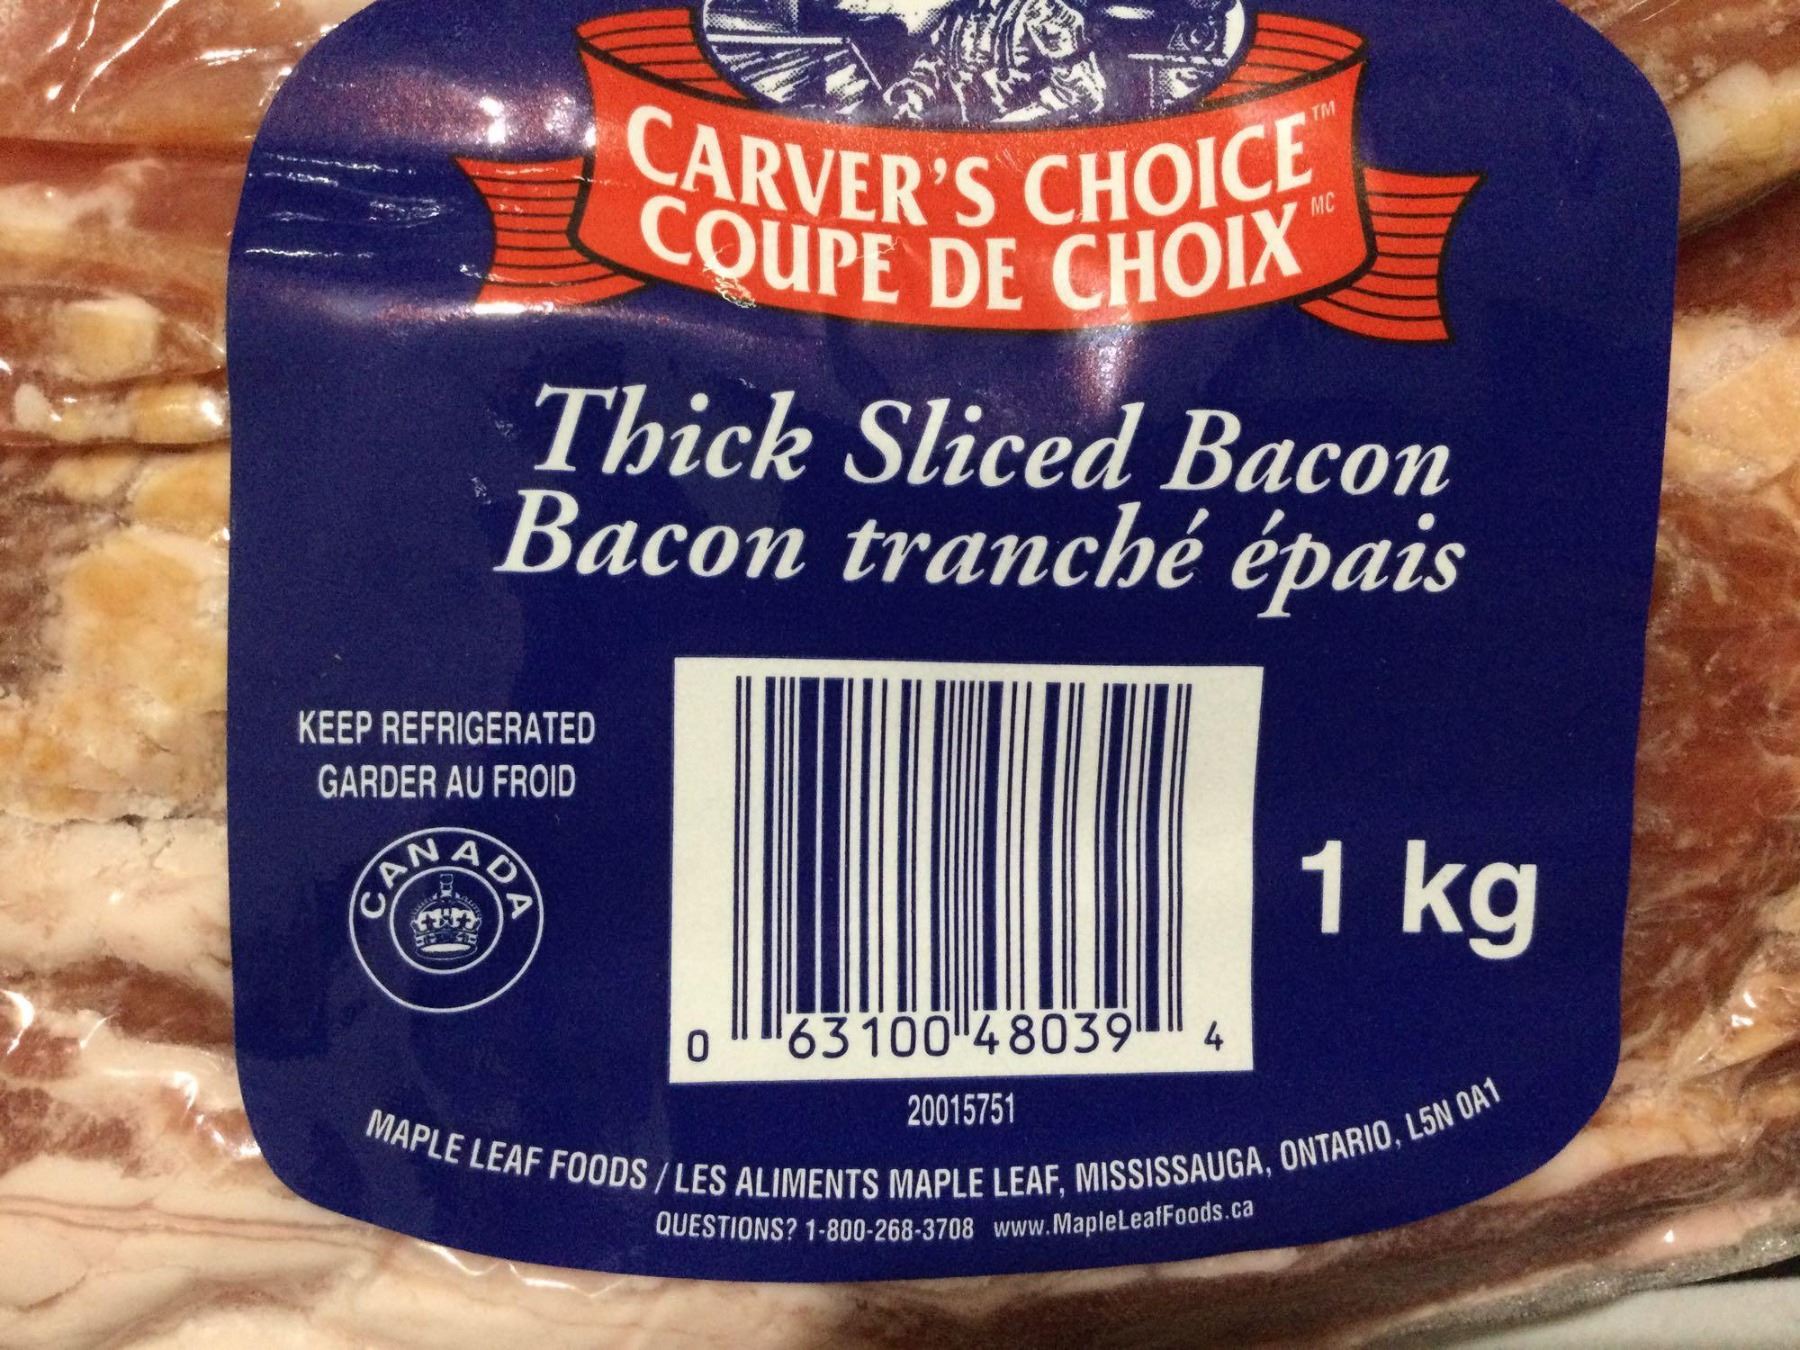 CARVER'S CHOICE™
COUPE DE CHOIX MC
Thick Sliced Bacon
Bacon tranché épais
KEEP REFRIGERATED
GARDER AU FROID
CANADA
1 kg
0 63100 48039 4
20015751
MAPLE LEAF FOODS / LES ALIMENTS MAPLE LEAF, MISSISSAUGA, ONTARIO, L5N 0A1
QUESTIONS? 1-800-268-3708 www.MapleLeafFoods.ca